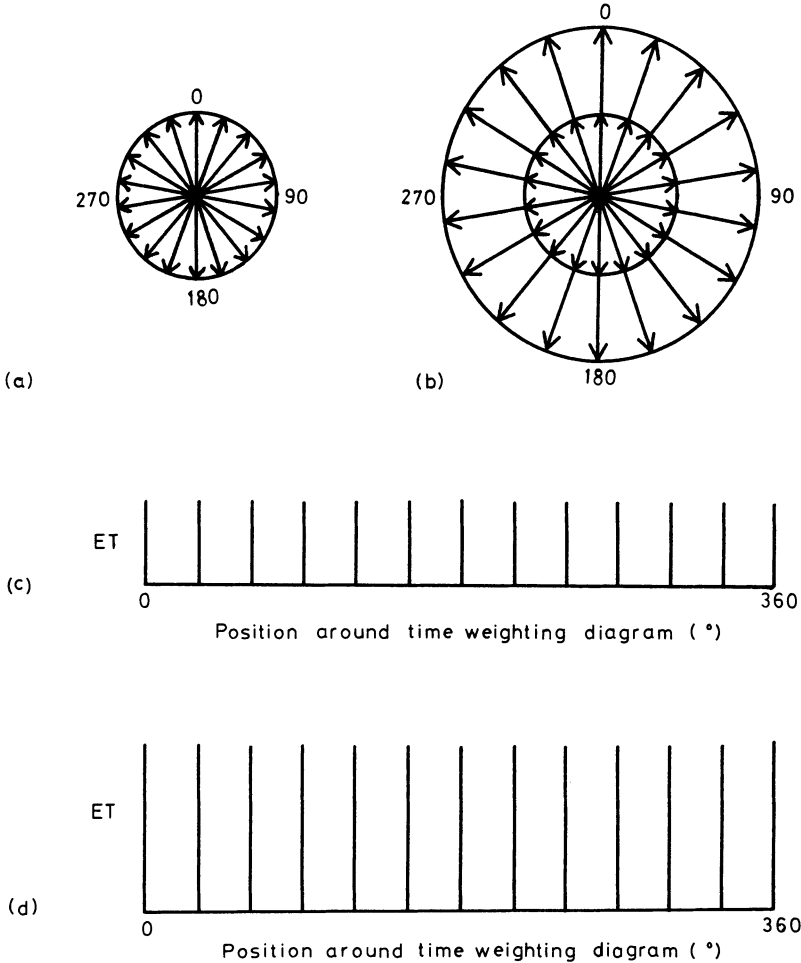 0
270
90
180
(a)
0
270
90
180
(b)
ET
(c)
0
360
Position around time weighting diagram (°)
ET
(d)
0
360
Position around time weighting diagram (°)